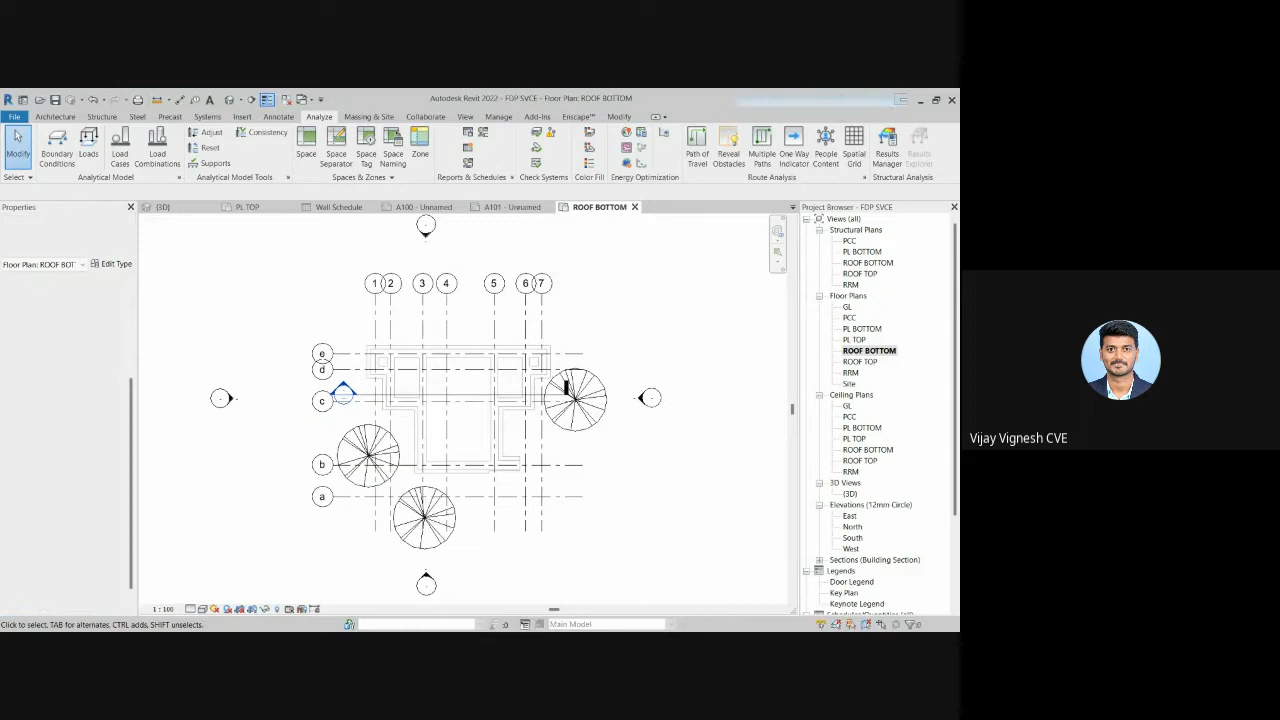 Autodesk Revit 2022 - FDP SVCE - Floor Plan: ROOF BOTTOM
File Architecture Structure Steel Precast Systems Insert Annotate Analyze Massing & Site Collaborate View Manage Add-Ins Enscape™ Modify
Modify
Boundary Conditions
Loads
Load Cases
Load Combinations
Adjust
Reset
Supports
Consistency
Space
Space Separator
Space Tag
Space Naming
Zone
Path of Travel
Reveal Obstacles
Multiple Paths
One Way Indicator
People Content
Spatial Grid
Results Manager
Results Explorer
Select
Analytical Model
Analytical Model Tools
Spaces & Zones
Reports & Schedules
Check Systems
Color Fill
Energy Optimization
Route Analysis
Structural Analysis
Properties
{3D}
PL TOP
Wall Schedule
A100 - Unnamed
A101 - Unnamed
ROOF BOTTOM
Project Browser - FDP SVCE
Floor Plan: ROOF BOT
Edit Type
1 2 3 4 5 6 7
e
d
c
b
a
Views (all)
Structural Plans
PCC
PL BOTTOM
ROOF BOTTOM
ROOF TOP
RRM
Floor Plans
GL
PCC
PL BOTTOM
PL TOP
ROOF BOTTOM
ROOF TOP
RRM
Site
Ceiling Plans
GL
PCC
PL BOTTOM
PL TOP
ROOF BOTTOM
ROOF TOP
RRM
3D Views
{3D}
Elevations (12mm Circle)
East
North
South
West
Sections (Building Section)
Legends
Door Legend
Key Plan
Keynote Legend
1 : 100
Click to select, TAB for alternates, CTRL adds, SHIFT unselects.
:0
Main Model
:0
Vijay Vignesh CVE